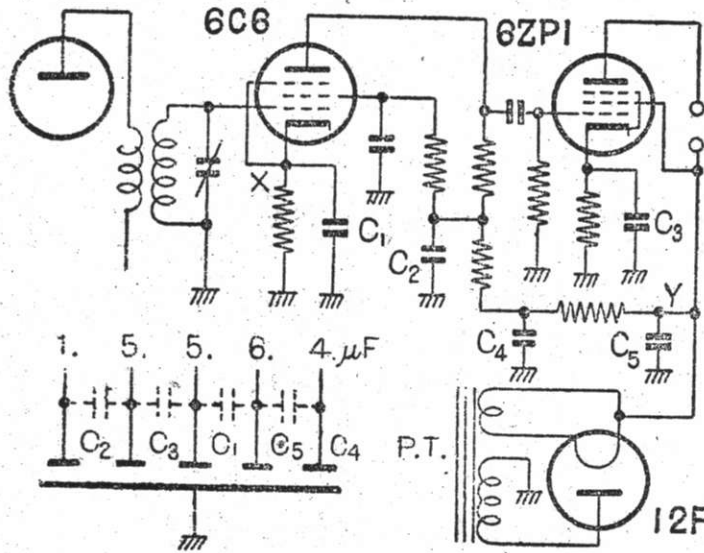 6C6
6ZP1
X
C1
C2
C3
Y
C4
C5
1. 5. 5. 6. 4. μF
C2 C3 C1 C5 C4
P.T.
12F